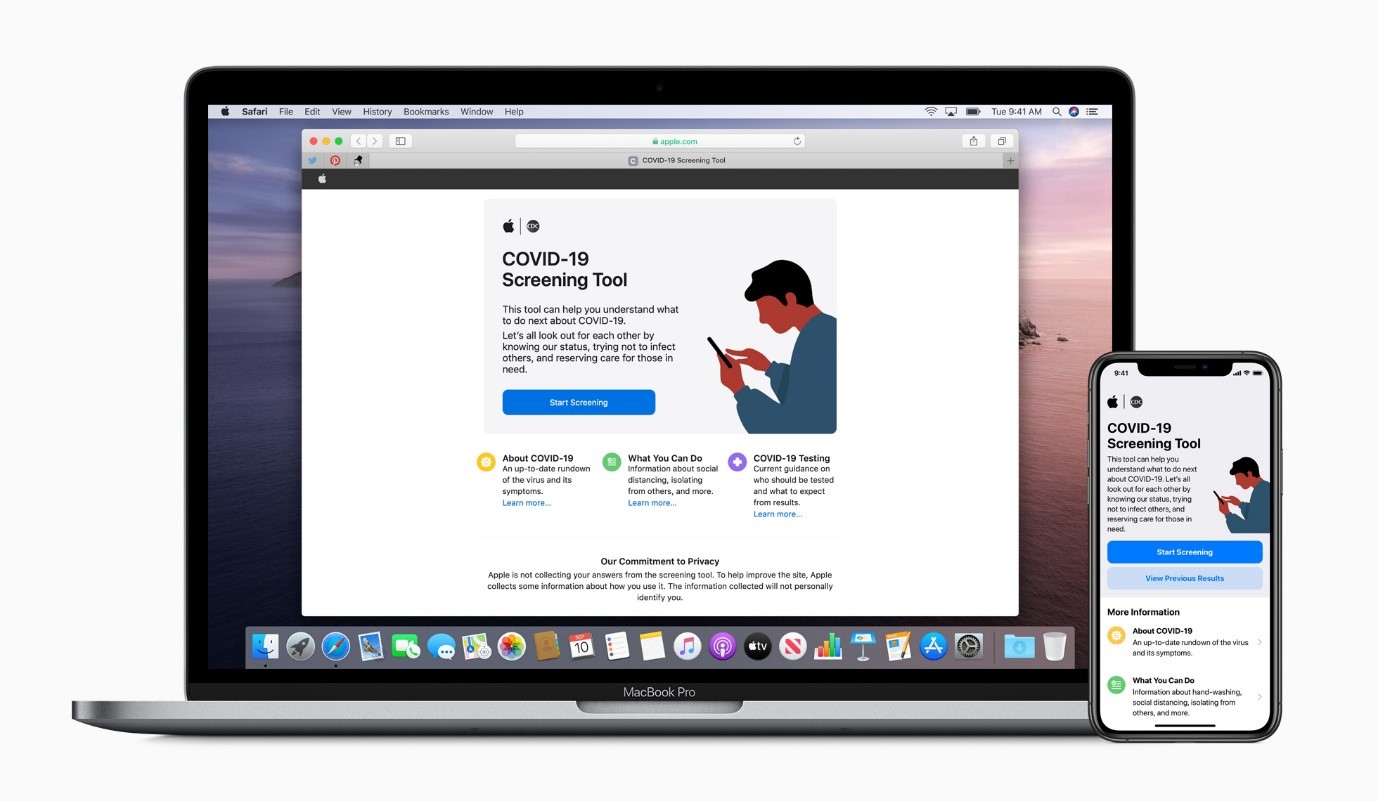 Safari File Edit View History Bookmarks Window Help
Tue 9:41 AM
apple.com
COVID-19 Screening Tool
CDC
COVID-19
Screening Tool
This tool can help you understand what
to do next about COVID-19.
Let's all look out for each other by
knowing our status, trying not to infect
others, and reserving care for those in
need.
Start Screening
About COVID-19
An up-to-date rundown
of the virus and its
symptoms.
Learn more...
What You Can Do
Information about social
distancing, isolating
from others, and more.
Learn more...
COVID-19 Testing
Current guidance on
who should be tested
and what to expect
from results.
Learn more...
Our Commitment to Privacy
Apple is not collecting your answers from the screening tool. To help improve the site, Apple
collects some information about how you use it. The information collected will not personally
identify you.
SEP
10
tv
MacBook Pro
9:41
CDC
COVID-19
Screening Tool
This tool can help you
understand what to do next
about COVID-19. Let's all
look out for each other by
knowing our status, trying
not to infect others, and
reserving care for those in
need.
Start Screening
View Previous Results
More Information
About COVID-19
An up-to-date rundown of the virus
and its symptoms.
What You Can Do
Information about hand-washing,
social distancing, isolating from
others, and more.